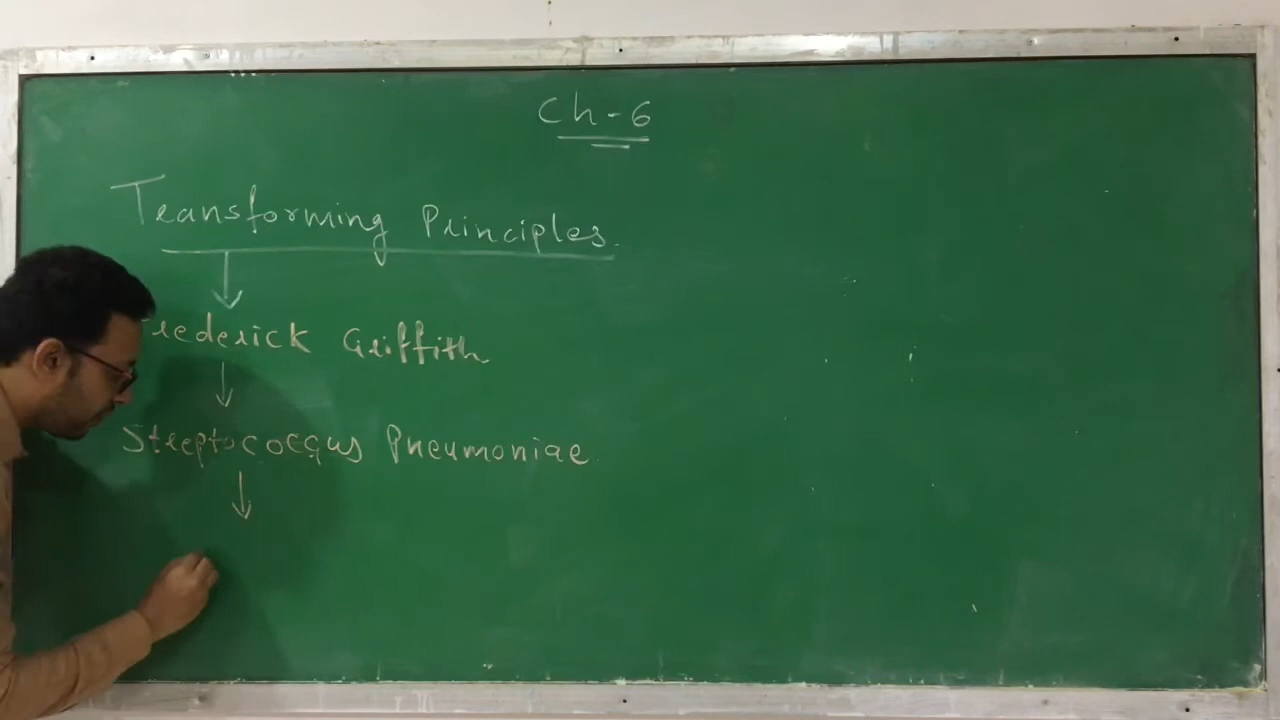 Ch-6
Transforming Principles.
Frederick Griffith
Streptococcus Pneumoniae